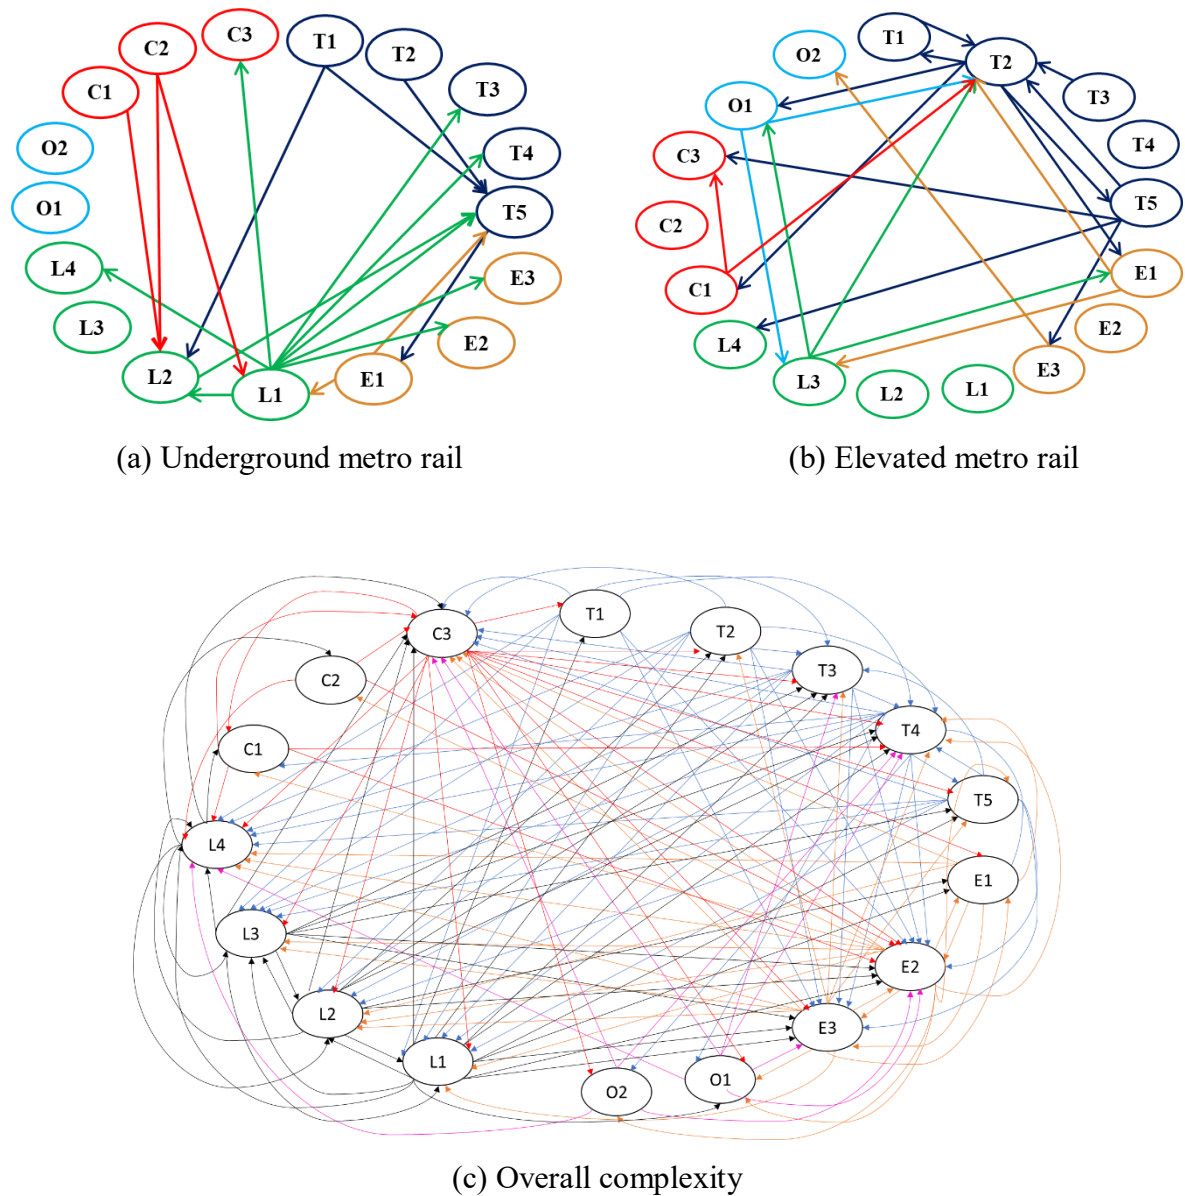 C3
T1
T2
C2
C1
T3
O2
T4
O1
T5
L4
E3
L3
E2
L2
L1
E1
(a) Underground metro rail
T1
O2
T2
O1
T3
T4
C3
T5
C2
E1
C1
E2
L4
E3
L3
L2
L1
(b) Elevated metro rail
T1
C3
T2
T3
C2
T4
C1
T5
L4
E1
L3
E2
L2
E3
L1
O1
O2
(c) Overall complexity